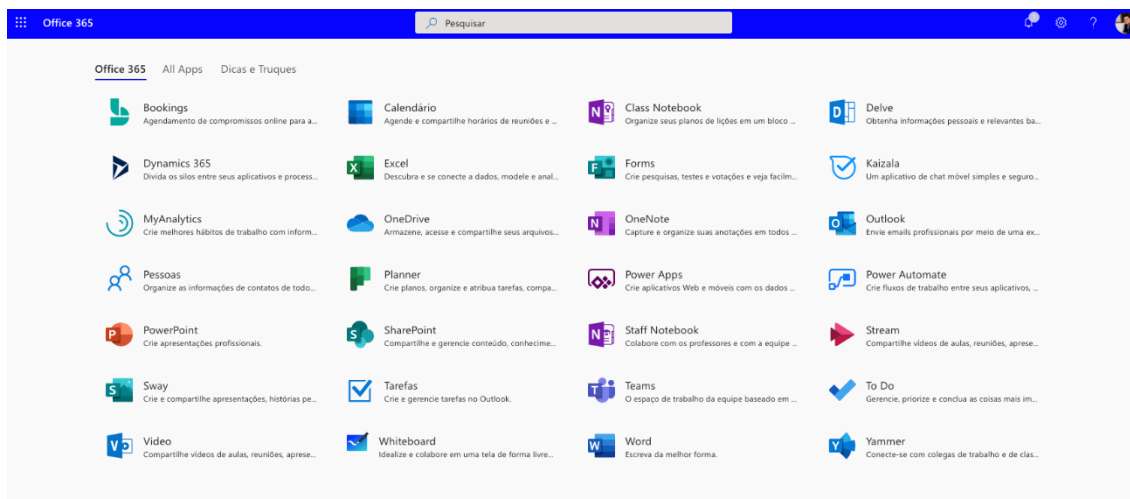 Office 365
Pesquisar
Office 365 All Apps Dicas e Truques
Bookings
Agendamento de compromissos online para a...
Calendário
Agende e compartilhe horários de reuniões e ...
Class Notebook
Organize seus planos de lições em um bloco ...
Delve
Obtenha informações pessoais e relevantes ba...
Dynamics 365
Divida os silos entre seus aplicativos e process...
Excel
Descubra e se conecte a dados, modele e anal...
Forms
Crie pesquisas, testes e votações e veja facilm...
Kaizala
Um aplicativo de chat móvel simples e seguro...
MyAnalytics
Crie melhores hábitos de trabalho com inform...
OneDrive
Armazene, acesse e compartilhe seus arquivos...
OneNote
Capture e organize suas anotações em todos ...
Outlook
Envie emails profissionais por meio de uma ex...
Pessoas
Organize as informações de contatos de todo...
Planner
Crie planos, organize e atribua tarefas, compa...
Power Apps
Crie aplicativos Web e móveis com os dados ...
Power Automate
Crie fluxos de trabalho entre seus aplicativos, ...
PowerPoint
Crie apresentações profissionais.
SharePoint
Compartilhe e gerencie conteúdo, conhecime...
Staff Notebook
Colabore com os professores e com a equipe ...
Stream
Compartilhe vídeos de aulas, reuniões, aprese...
Sway
Crie e compartilhe apresentações, histórias pe...
Tarefas
Crie e gerencie tarefas no Outlook.
Teams
O espaço de trabalho da equipe baseado em ...
To Do
Gerencie, priorize e conclua as coisas mais im...
Video
Compartilhe vídeos de aulas, reuniões, aprese...
Whiteboard
Idealize e colabore em uma tela de forma livre...
Word
Escreva da melhor forma.
Yammer
Conecte-se com colegas de trabalho e de clas...